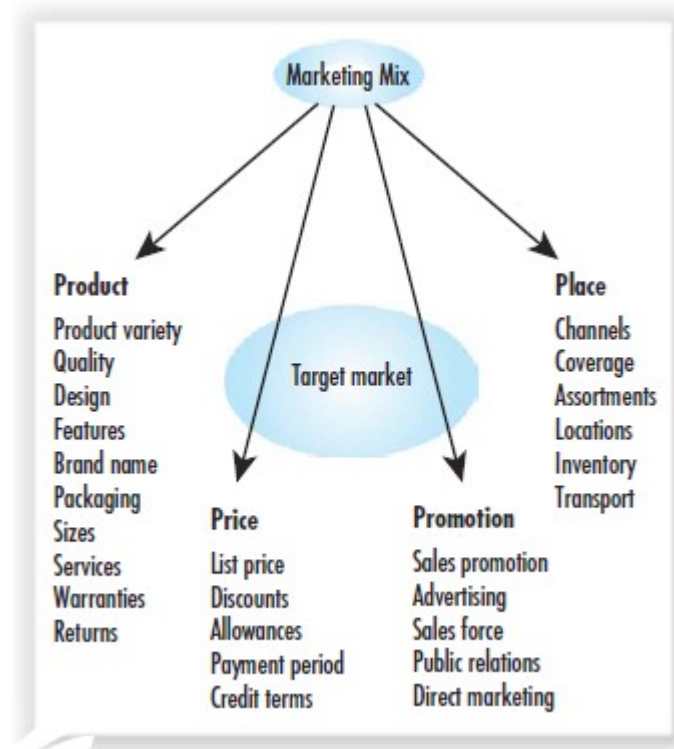 Marketing Mix
Product
Product variety
Quality
Design
Features
Brand name
Packaging
Sizes
Services
Warranties
Returns
Target market
Price
List price
Discounts
Allowances
Payment period
Credit terms
Promotion
Sales promotion
Advertising
Sales force
Public relations
Direct marketing
Place
Channels
Coverage
Assortments
Locations
Inventory
Transport